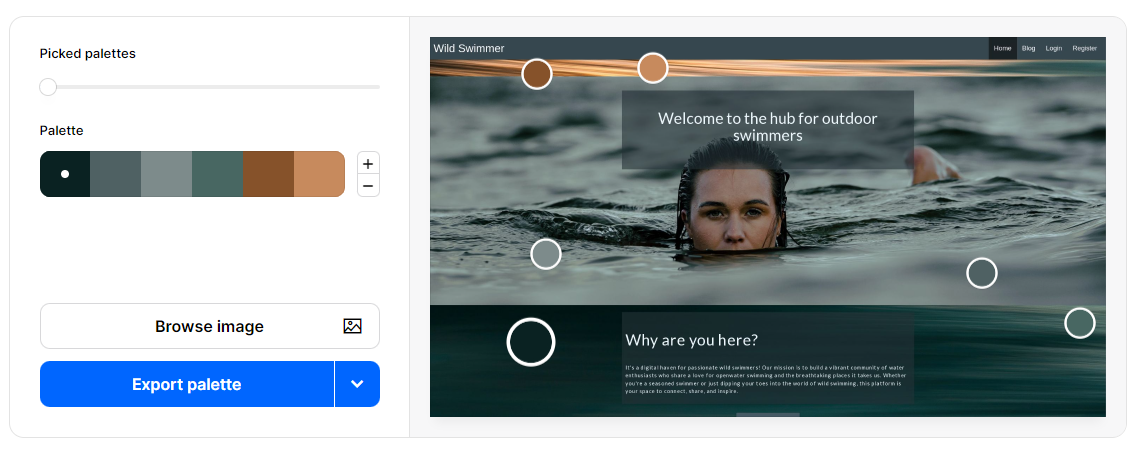 Picked palettes
Palette
+
−
Browse image
Export palette
Wild Swimmer
Home Blog Login Register
Welcome to the hub for outdoor
swimmers
Why are you here?
It's a digital haven for passionate wild swimmers! Our mission is to build a vibrant community of water
enthusiasts who share a love for openwater swimming and the breathtaking places it takes us. Whether
you're a seasoned swimmer or just dipping your toes into the world of wild swimming, this platform is
your space to connect, share, and inspire.